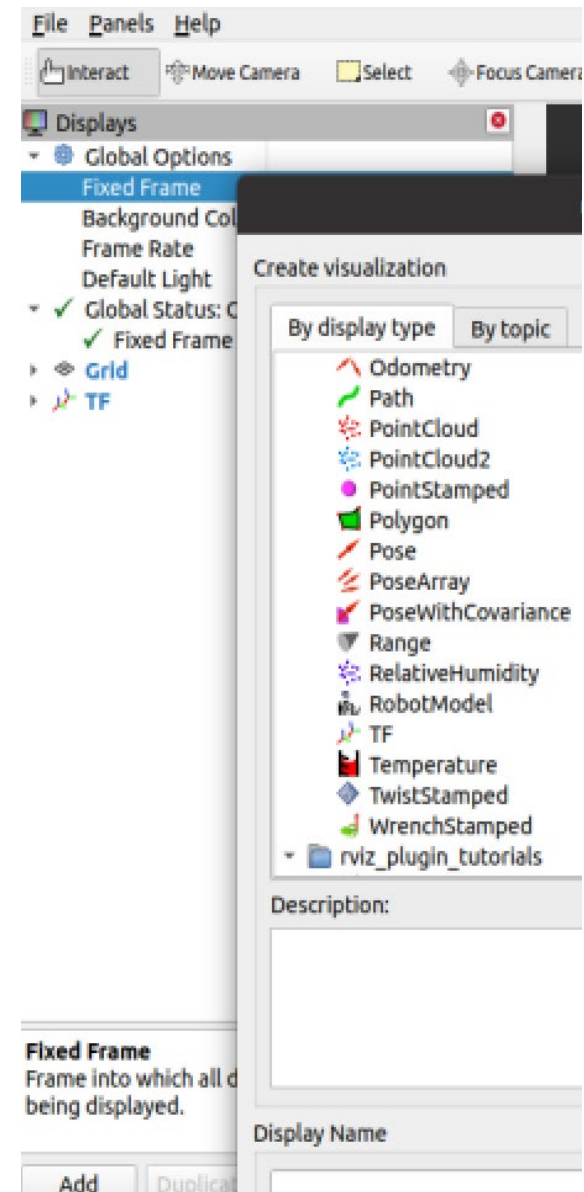 File Panels Help
Interact Move Camera Select Focus Camera
Displays
Global Options
Fixed Frame
Background Col
Frame Rate
Default Light
Global Status: O
Fixed Frame
Grid
TF
Create visualization
By display type By topic
Odometry
Path
PointCloud
PointCloud2
PointStamped
Polygon
Pose
PoseArray
PoseWithCovariance
Range
RelativeHumidity
RobotModel
TF
Temperature
TwistStamped
WrenchStamped
rviz_plugin_tutorials
Description:
Fixed Frame
Frame into which all d
being displayed.
Display Name
Add Duplicat